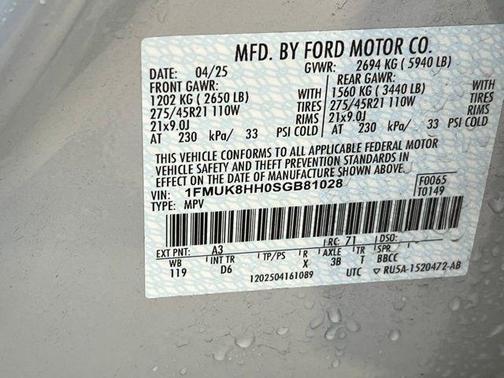 MFD. BY FORD MOTOR CO.
DATE: 04/25 GVWR: 2694 KG ( 5940 LB)
FRONT GAWR: REAR GAWR:
1202 KG ( 2650 LB) WITH 1560 KG ( 3440 LB) WITH
275/45R21 110W TIRES 275/45R21 110W TIRES
21x9.0J RIMS 21x9.0J RIMS
AT 230 kPa/ 33 PSI COLD AT 230 kPa/ 33 PSI COLD
THIS VEHICLE CONFORMS TO ALL APPLICABLE FEDERAL MOTOR
VEHICLE SAFETY AND THEFT PREVENTION STANDARDS IN
EFFECT ON THE DATE OF MANUFACTURE SHOWN ABOVE.
VIN: 1FMUK8HH0SGB81028 F0065
TYPE: MPV T0149
EXT PNT: A3 RC: 71
WB INT TR TP/PS R AXLE TR SPR
119 D6 X 3B T BBCC
1202504161089 UTC RU5A-1520472-AB